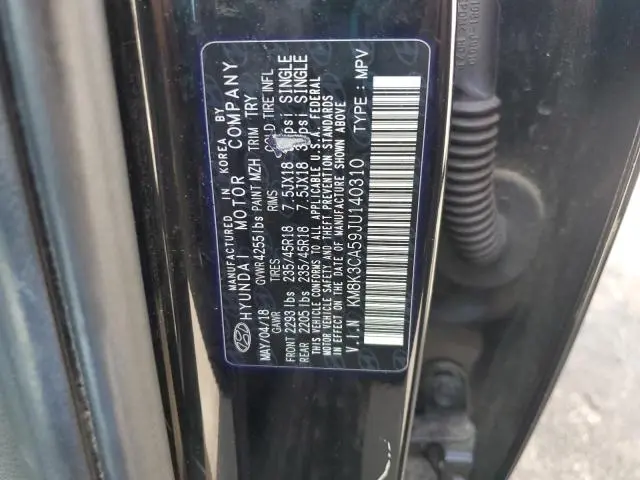 MANUFACTURED IN KOREA BY
HYUNDAI MOTOR COMPANY
MAY/04/18 GVWR 4255lbs PAINT MZH TRIM TRY
GAWR TIRES RIMS COLD TIRE INFL
FRONT 2293 lbs 235/45R18 7.5JX18 psi SINGLE
REAR 2205 lbs 235/45R18 7.5JX18 psi SINGLE
THIS VEHICLE CONFORMS TO ALL APPLICABLE U.S.A. FEDERAL
MOTOR VEHICLE SAFETY AND THEFT PREVENTION STANDARDS
IN EFFECT ON THE DATE OF MANUFACTURE SHOWN ABOVE
V.I.N KM8K3CA59JU140310 TYPE : MPV